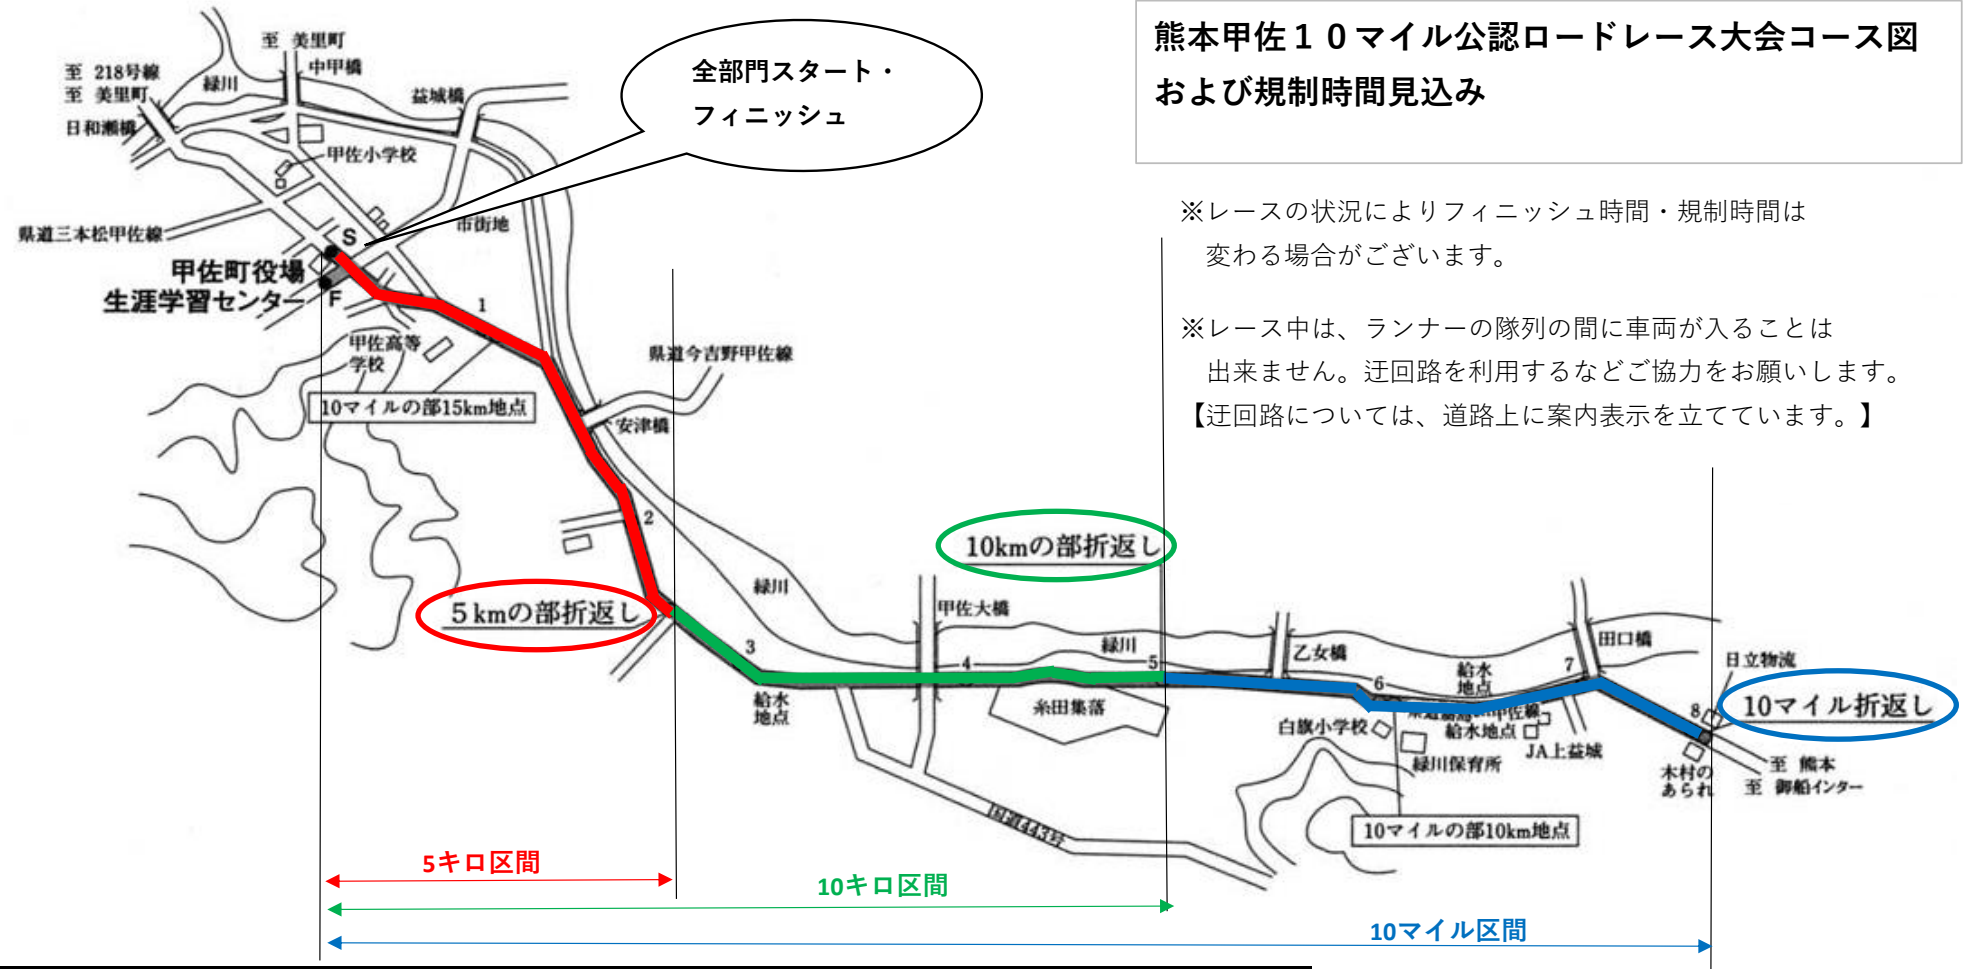 熊本甲佐１０マイル公認ロードレース大会コース図
および規制時間見込み
※レースの状況によりフィニッシュ時間・規制時間は
変わる場合がございます。
※レース中は、ランナーの隊列の間に車両が入ることは
出来ません。迂回路を利用するなどご協力をお願いします。
【迂回路については、道路上に案内表示を立てています。】
全部門スタート・
フィニッシュ
至 美里町
中甲橋
至 218号線
至 美里町
緑川
益城橋
日和瀬橋
甲佐小学校
市街地
県道三本松甲佐線
S
甲佐町役場
生涯学習センター
F
1
甲佐高等
学校
県道今吉野甲佐線
10マイルの部15km地点
安津橋
2
5kmの部折返し
緑川
3
給水
地点
甲佐大橋
10kmの部折返し
4
緑川
5
糸田集落
乙女橋
6
給水
地点
7
田口橋
日立物流
8
10マイル折返し
白旗小学校
甲佐線
給水地点
JA上益城
緑川保育所
木村の
あられ
至 熊本
至 御船インター
10マイルの部10km地点
国道443号
5キロ区間
10キロ区間
10マイル区間